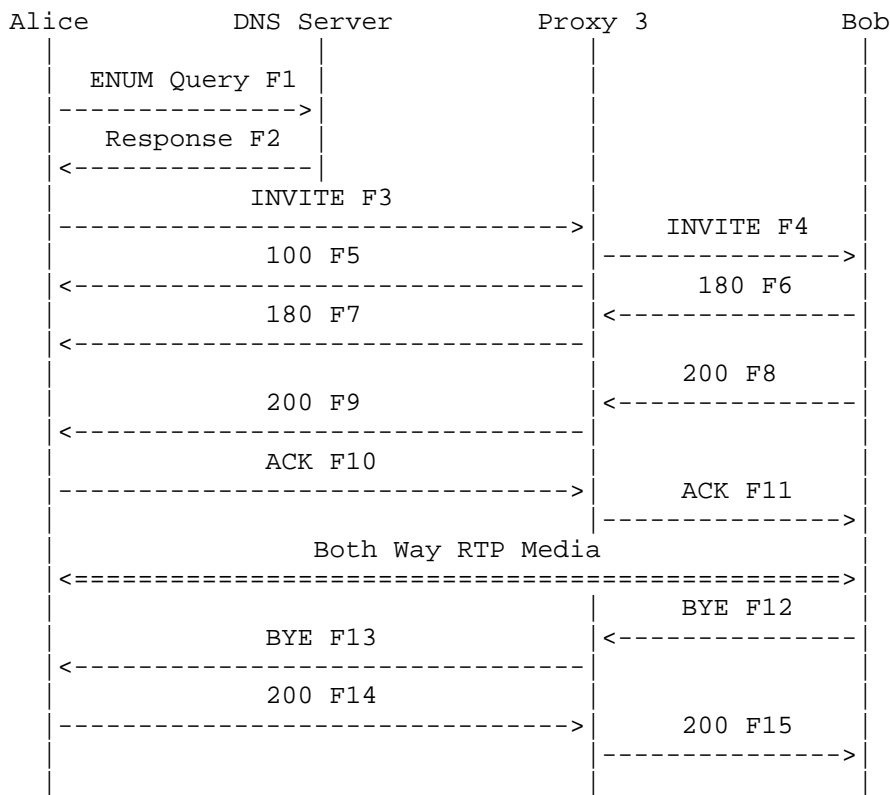 Alice DNS Server Proxy 3 Bob
ENUM Query F1
Response F2
INVITE F3
INVITE F4
100 F5
180 F6
180 F7
200 F8
200 F9
ACK F10
ACK F11
Both Way RTP Media
BYE F12
BYE F13
200 F14
200 F15